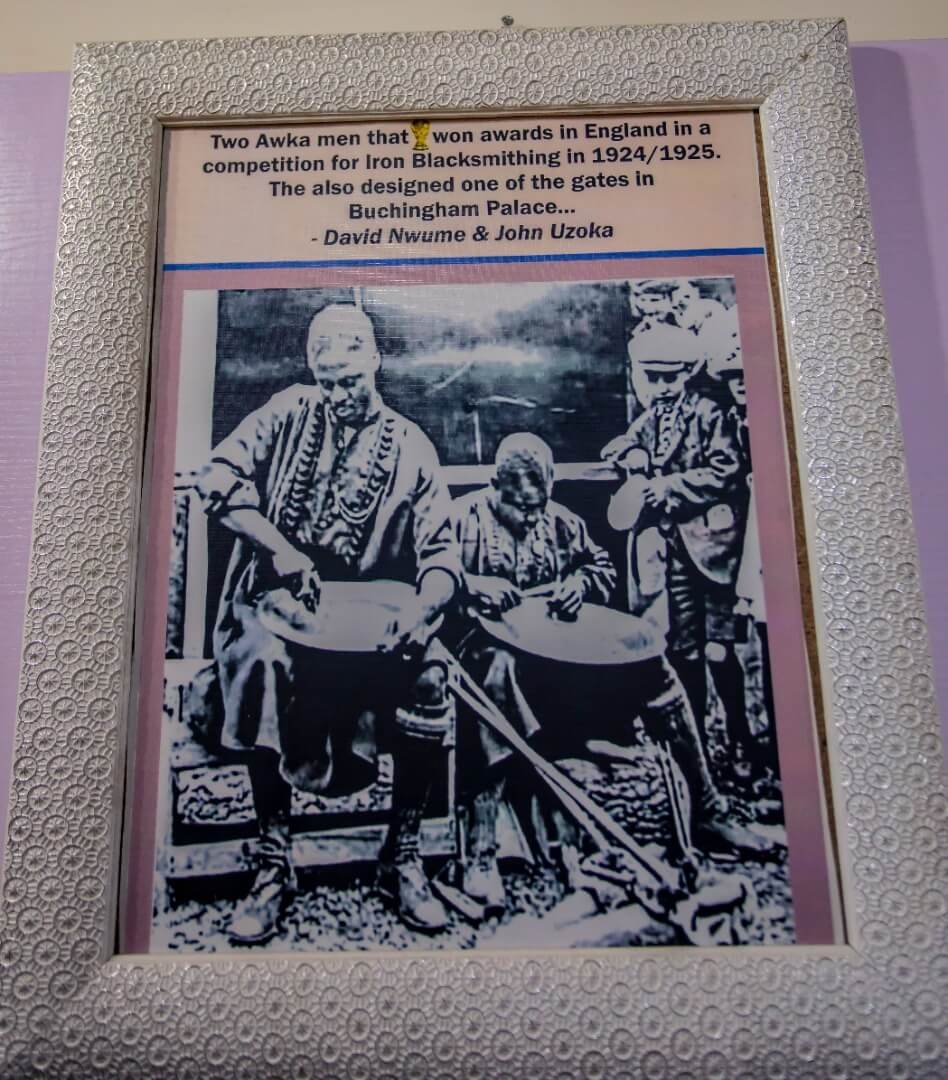 Two Awka men that won awards in England in a
competition for Iron Blacksmithing in 1924/1925.
The also designed one of the gates in
Buchingham Palace...
- David Nwume & John Uzoka